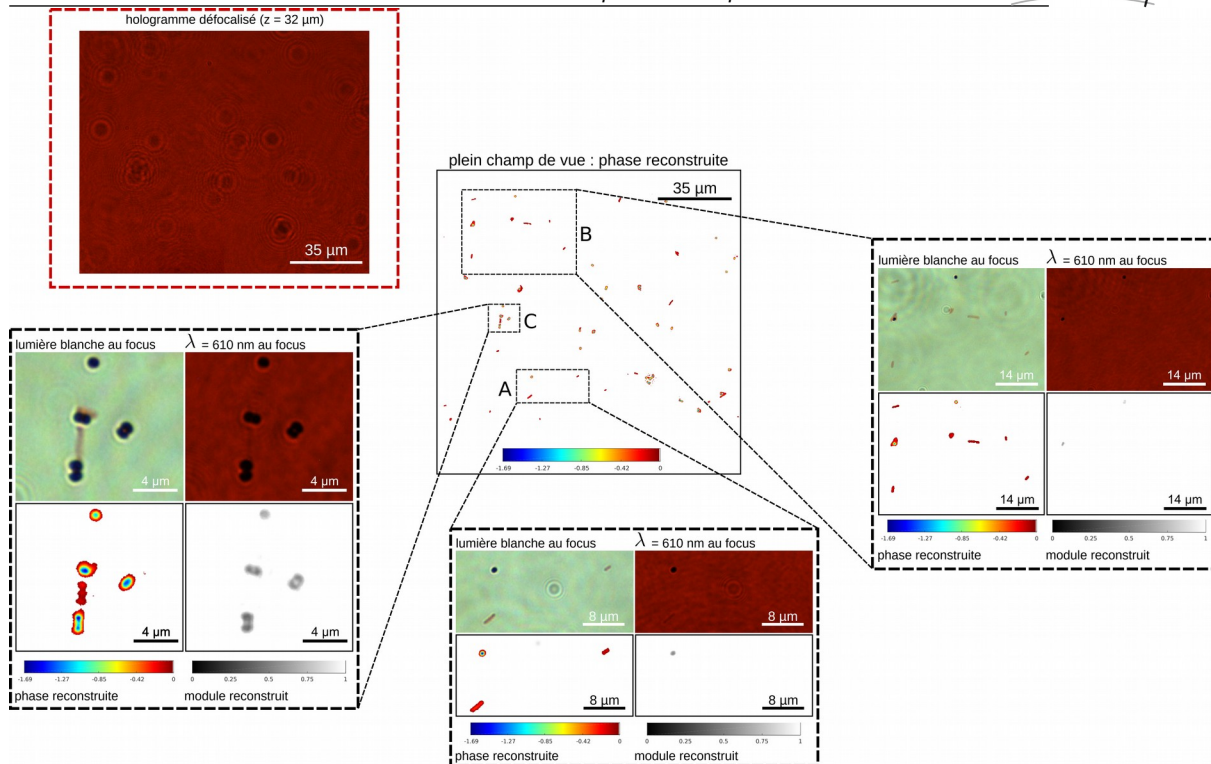 hologramme défocalisé (z = 32 µm)
35 µm
plein champ de vue : phase reconstruite
35 µm
B
C
A
-1.69 -1.27 -0.85 -0.42 0
lumière blanche au focus λ = 610 nm au focus
4 µm 4 µm
4 µm 4 µm
-1.69 -1.27 -0.85 -0.42 0 0 0.25 0.5 0.75 1
phase reconstruite module reconstruit
lumière blanche au focus λ = 610 nm au focus
14 µm 14 µm
14 µm 14 µm
-1.69 -1.27 -0.85 -0.42 0 0 0.25 0.5 0.75 1
phase reconstruite module reconstruit
lumière blanche au focus λ = 610 nm au focus
8 µm 8 µm
8 µm 8 µm
-1.69 -1.27 -0.85 -0.42 0 0 0.25 0.5 0.75 1
phase reconstruite module reconstruit